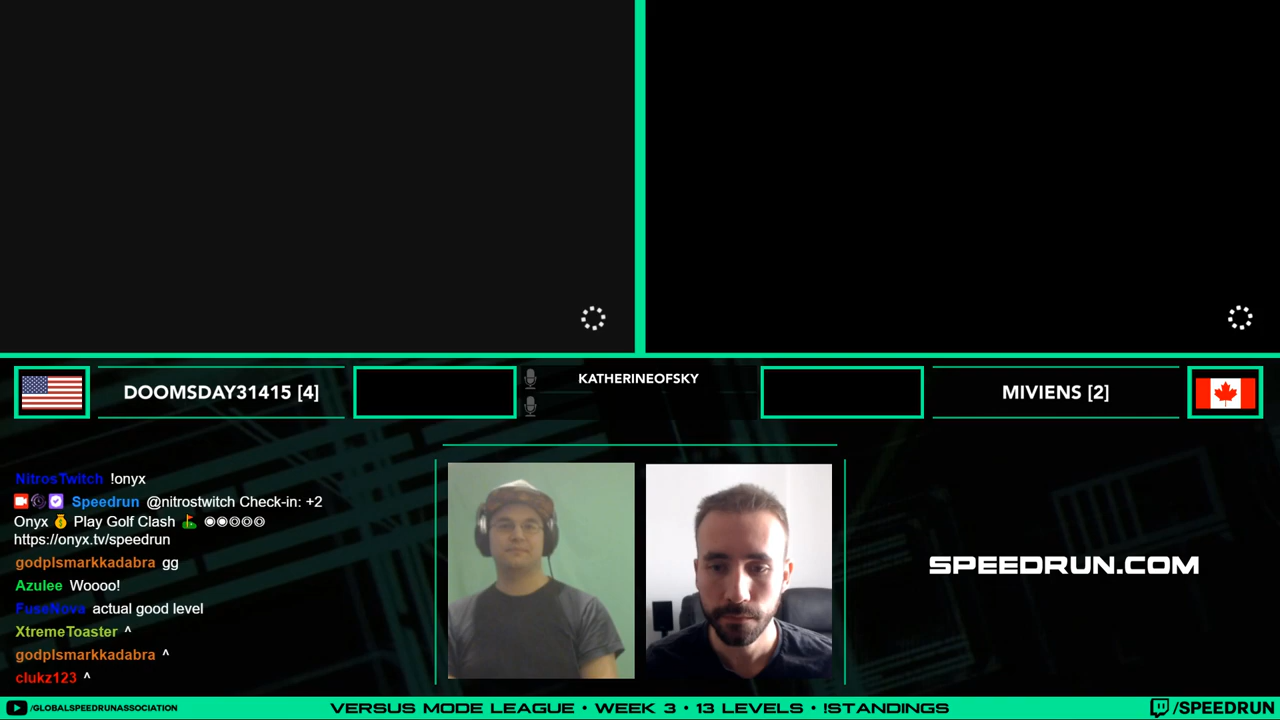 DOOMSDAY31415 [4]
KATHERINEOFSKY
MIVIENS [2]
NitrosTwitch !onyx
Speedrun @nitrostwitch Check-in: +2
Onyx 💰 Play Golf Clash ⛳ ◉◉◎◎◎
https://onyx.tv/speedrun
godplsmarkkadabra gg
Azulee Woooo!
FuseNova actual good level
XtremeToaster ^
godplsmarkkadabra ^
clukz123 ^
SPEEDRUN.COM
/GLOBALSPEEDRUNASSOCIATION
VERSUS MODE LEAGUE • WEEK 3 • 13 LEVELS • !STANDINGS
/SPEEDRUN